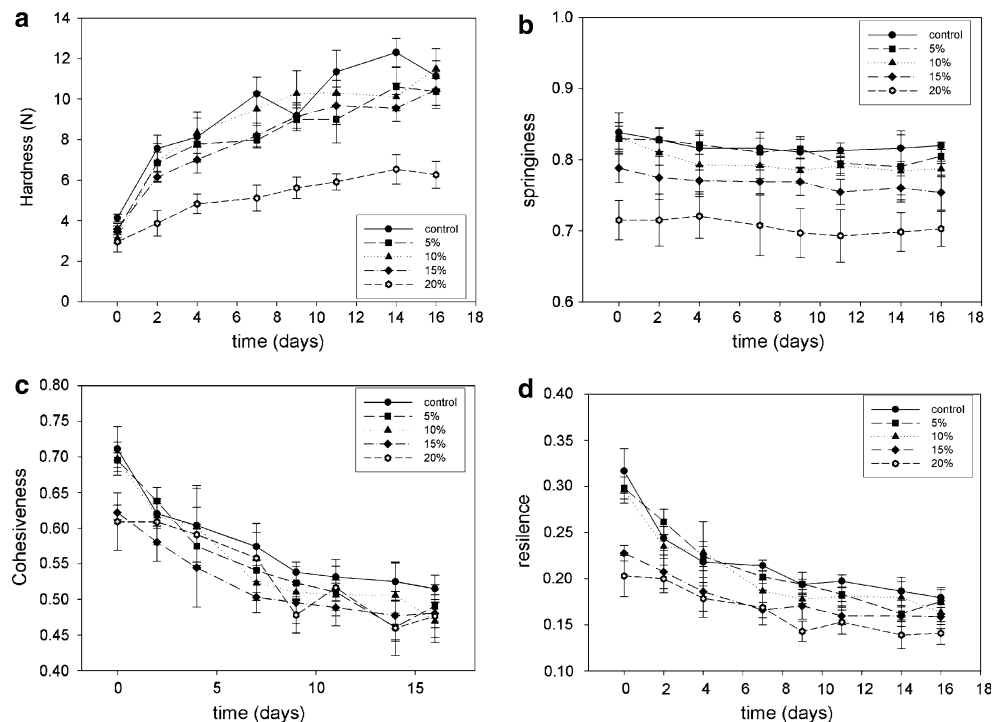 a
14
12
10
8
6
4
2
0
Hardness (N)
control
5%
10%
15%
20%
0 2 4 6 8 10 12 14 16 18
time (days)
b
1.0
0.9
0.8
0.7
0.6
springiness
control
5%
10%
15%
20%
0 2 4 6 8 10 12 14 16 18
time (days)
c
0.80
0.75
0.70
0.65
0.60
0.55
0.50
0.45
0.40
Cohesiveness
control
5%
10%
15%
20%
0 5 10 15
time (days)
d
0.40
0.35
0.30
0.25
0.20
0.15
0.10
resilence
control
5%
10%
15%
20%
0 2 4 6 8 10 12 14 16 18
time (days)